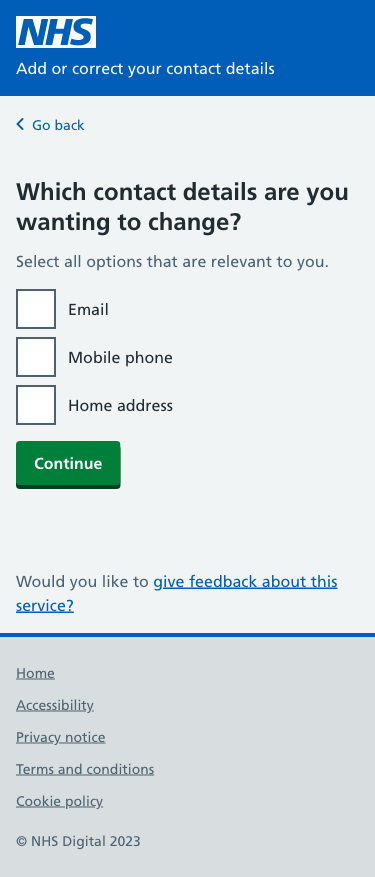 NHS
Add or correct your contact details
Go back
Which contact details are you
wanting to change?
Select all options that are relevant to you.
Email
Mobile phone
Home address
Continue
Would you like to give feedback about this
service?
Home
Accessibility
Privacy notice
Terms and conditions
Cookie policy
© NHS Digital 2023